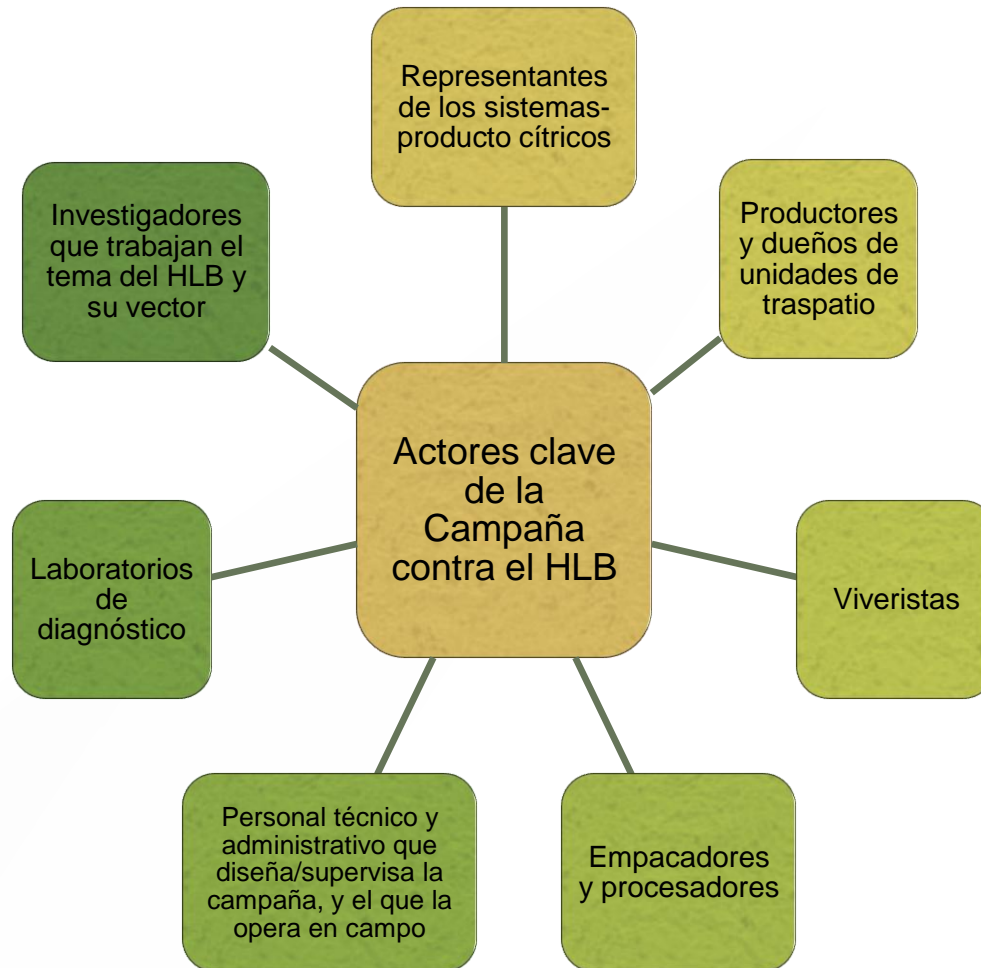 Representantes
de los sistemas-
producto cítricos
Productores
y dueños de
unidades de
traspatio
Viveristas
Empacadores
y procesadores
Personal técnico y
administrativo que
diseña/supervisa la
campaña, y el que la
opera en campo
Laboratorios
de
diagnóstico
Investigadores
que trabajan el
tema del HLB y
su vector
Actores clave
de la
Campaña
contra el HLB